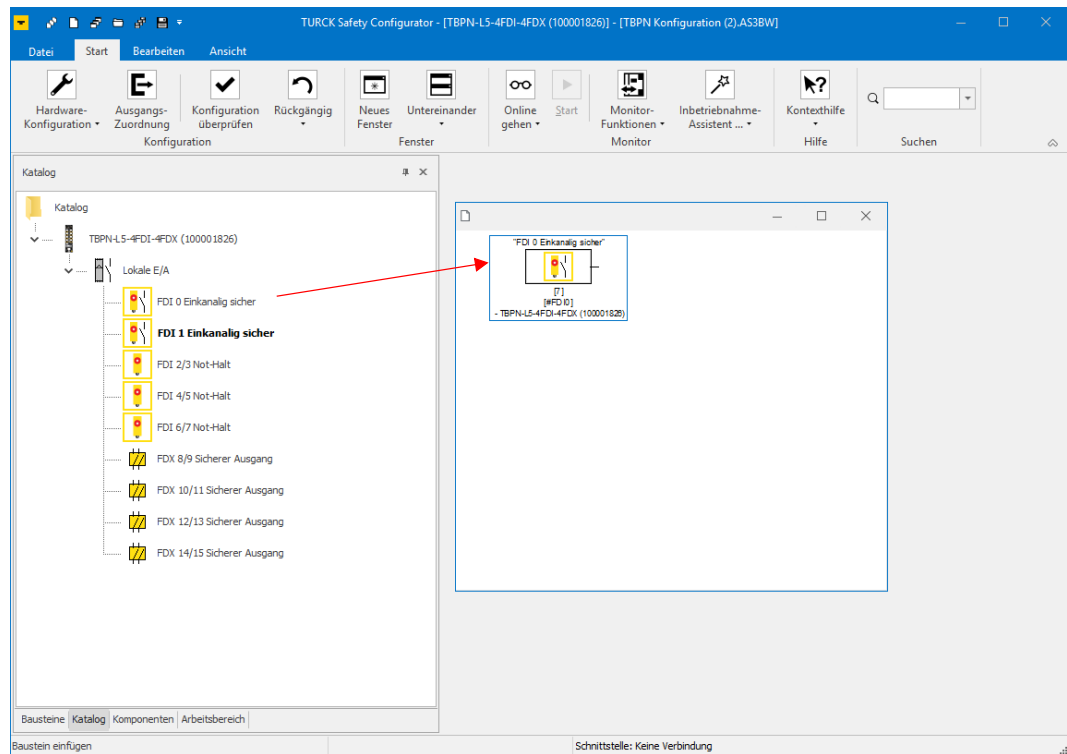 TURCK Safety Configurator - [TBPN-L5-4FDI-4FDX (100001826)] - [TBPN Konfiguration (2).AS3BW]
Datei Start Bearbeiten Ansicht
Hardware-Konfiguration
Ausgangs-Zuordnung
Konfiguration überprüfen
Rückgängig
Konfiguration
Neues Fenster
Untereinander
Fenster
Online gehen
Start
Monitor-Funktionen
Inbetriebnahme-Assistent ...
Monitor
Kontexthilfe
Hilfe
Suchen
Katalog
Katalog
TBPN-L5-4FDI-4FDX (100001826)
Lokale E/A
FDI 0 Einkanalig sicher
FDI 1 Einkanalig sicher
FDI 2/3 Not-Halt
FDI 4/5 Not-Halt
FDI 6/7 Not-Halt
FDX 8/9 Sicherer Ausgang
FDX 10/11 Sicherer Ausgang
FDX 12/13 Sicherer Ausgang
FDX 14/15 Sicherer Ausgang
"FDI 0 Einkanalig sicher"
[7]
[#FDI0]
- TBPN-L5-4FDI-4FDX (100001826)
Bausteine Katalog Komponenten Arbeitsbereich
Baustein einfügen
Schnittstelle: Keine Verbindung